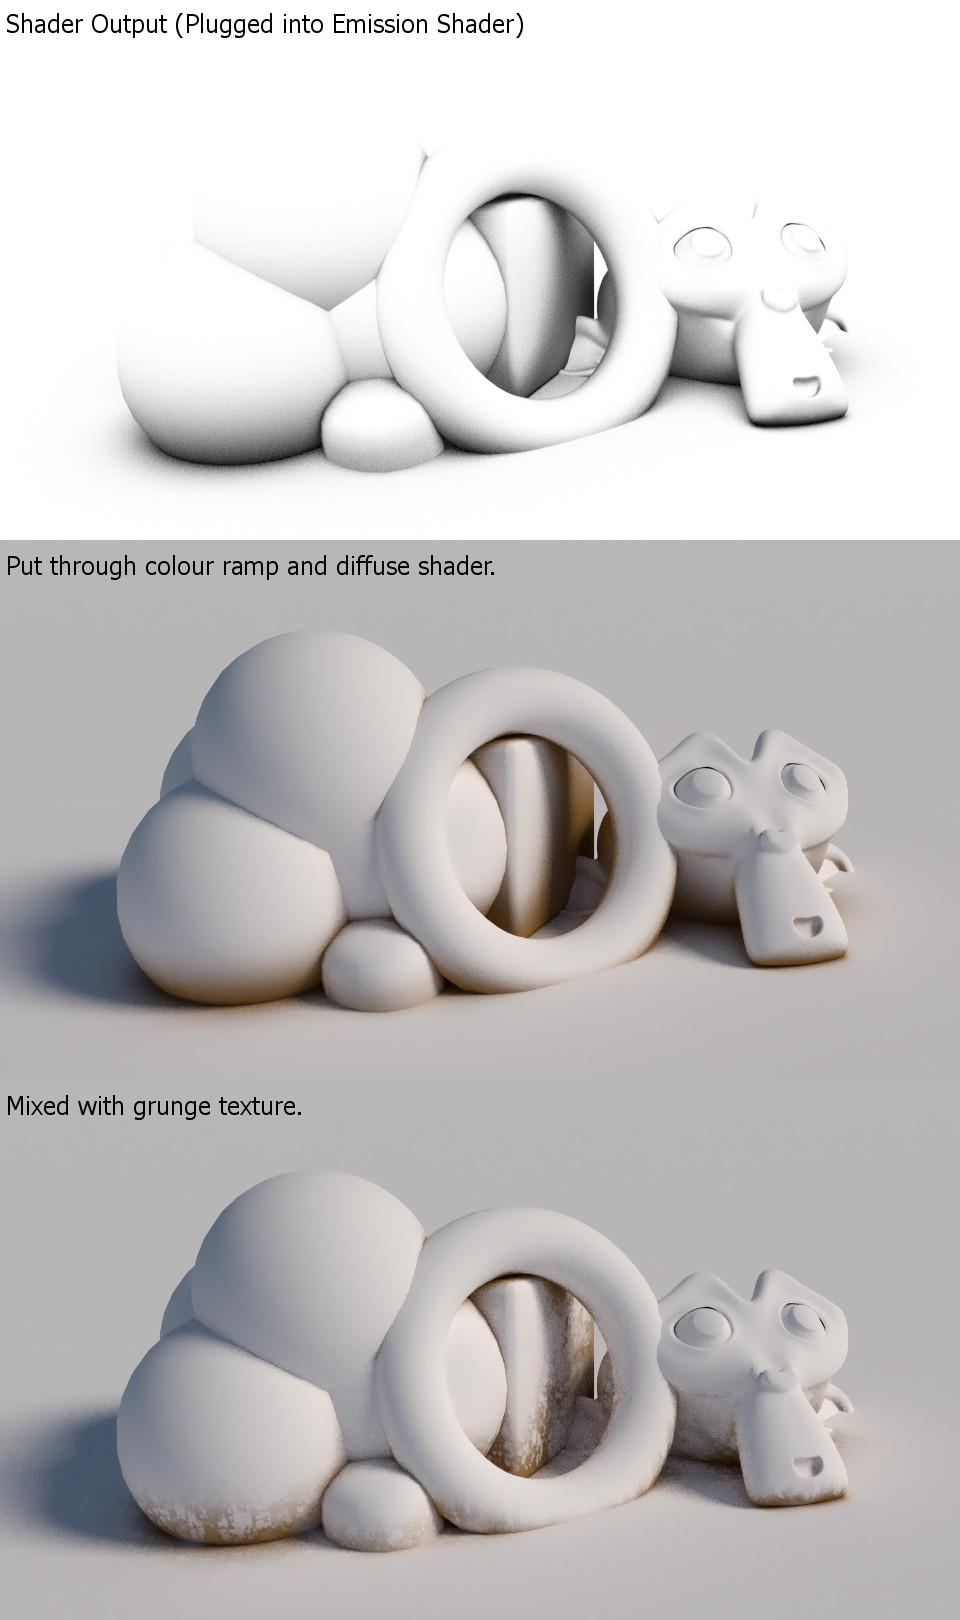 Shader Output (Plugged into Emission Shader)
Put through colour ramp and diffuse shader.
Mixed with grunge texture.